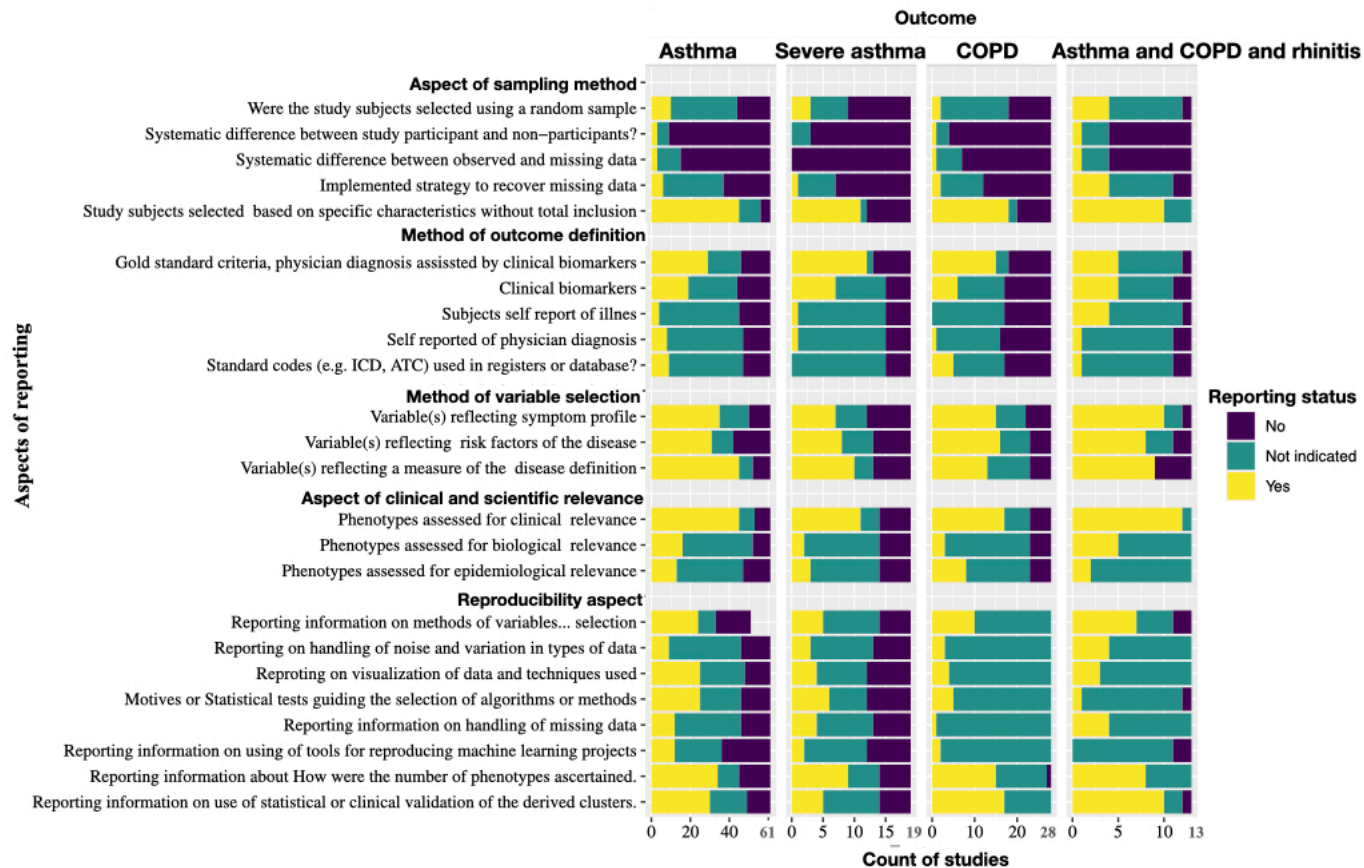 Outcome
Asthma Severe asthma COPD Asthma and COPD and rhinitis
Aspect of sampling method
Were the study subjects selected using a random sample
Systematic difference between study participant and non−participants?
Systematic difference between observed and missing data
Implemented strategy to recover missing data
Study subjects selected based on specific characteristics without total inclusion
Method of outcome definition
Gold standard criteria, physician diagnosis assissted by clinical biomarkers
Clinical biomarkers
Subjects self report of illnes
Self reported of physician diagnosis
Standard codes (e.g. ICD, ATC) used in registers or database?
Method of variable selection
Variable(s) reflecting symptom profile
Variable(s) reflecting risk factors of the disease
Variable(s) reflecting a measure of the disease definition
Aspect of clinical and scientific relevance
Phenotypes assessed for clinical relevance
Phenotypes assessed for biological relevance
Phenotypes assessed for epidemiological relevance
Reproducibility aspect
Reporting information on methods of variables... selection
Reporting on handling of noise and variation in types of data
Reproting on visualization of data and techniques used
Motives or Statistical tests guiding the selection of algorithms or methods
Reporting information on handling of missing data
Reporting information on using of tools for reproducing machine learning projects
Reporting information about How were the number of phenotypes ascertained.
Reporting information on use of statistical or clinical validation of the derived clusters.
Aspects of reporting
0 20 40 61 0 5 10 15 19 0 10 20 28 0 5 10 13
Count of studies
Reporting status
No
Not indicated
Yes